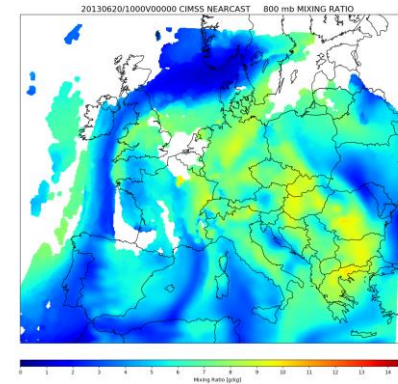 20130620/1000V00000 CIMSS NEARCAST 800 mb MIXING RATIO
0 1 2 3 4 5 6 7 8 9 10 11 12 13 14
Mixing Ratio [g/kg]